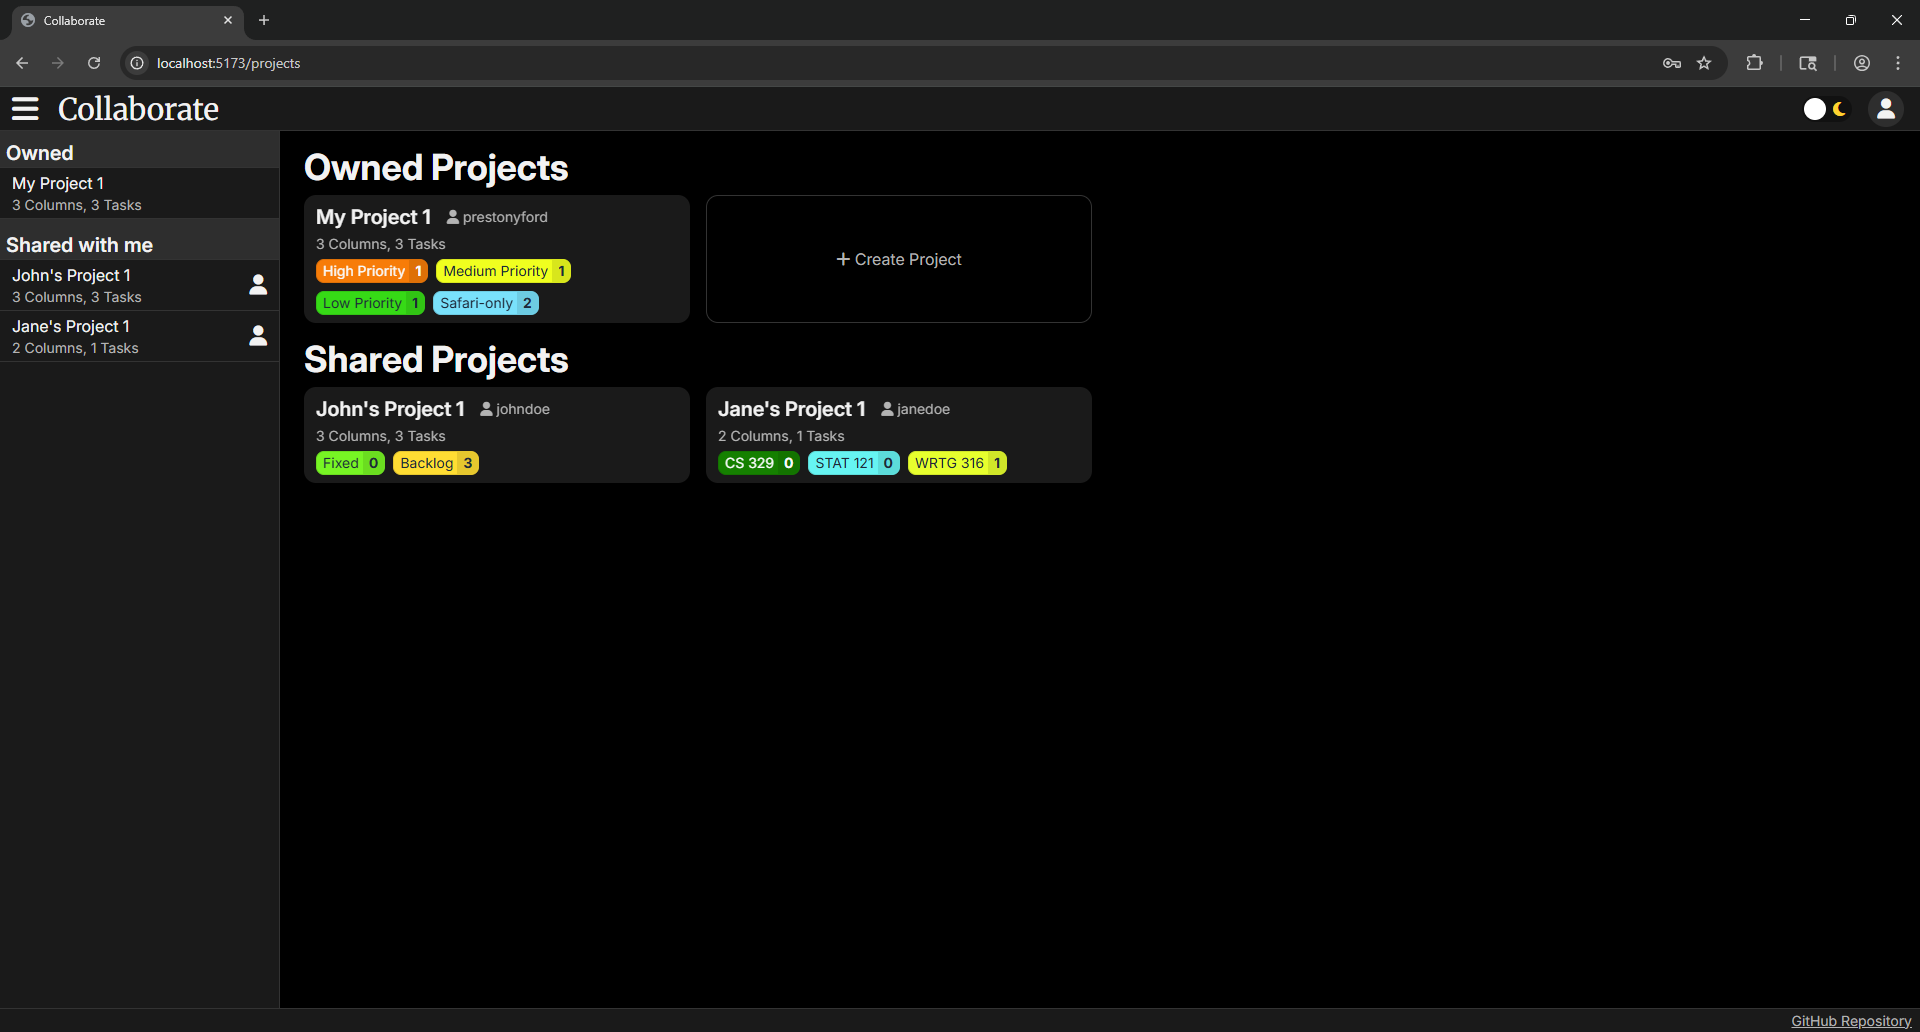 Collaborate
localhost:5173/projects
Collaborate
Owned
My Project 1
3 Columns, 3 Tasks
Shared with me
John's Project 1
3 Columns, 3 Tasks
Jane's Project 1
2 Columns, 1 Tasks
Owned Projects
My Project 1 prestonyford
3 Columns, 3 Tasks
High Priority 1 Medium Priority 1
Low Priority 1 Safari-only 2
+ Create Project
Shared Projects
John's Project 1 johndoe
3 Columns, 3 Tasks
Fixed 0 Backlog 3
Jane's Project 1 janedoe
2 Columns, 1 Tasks
CS 329 0 STAT 121 0 WRTG 316 1
GitHub Repository